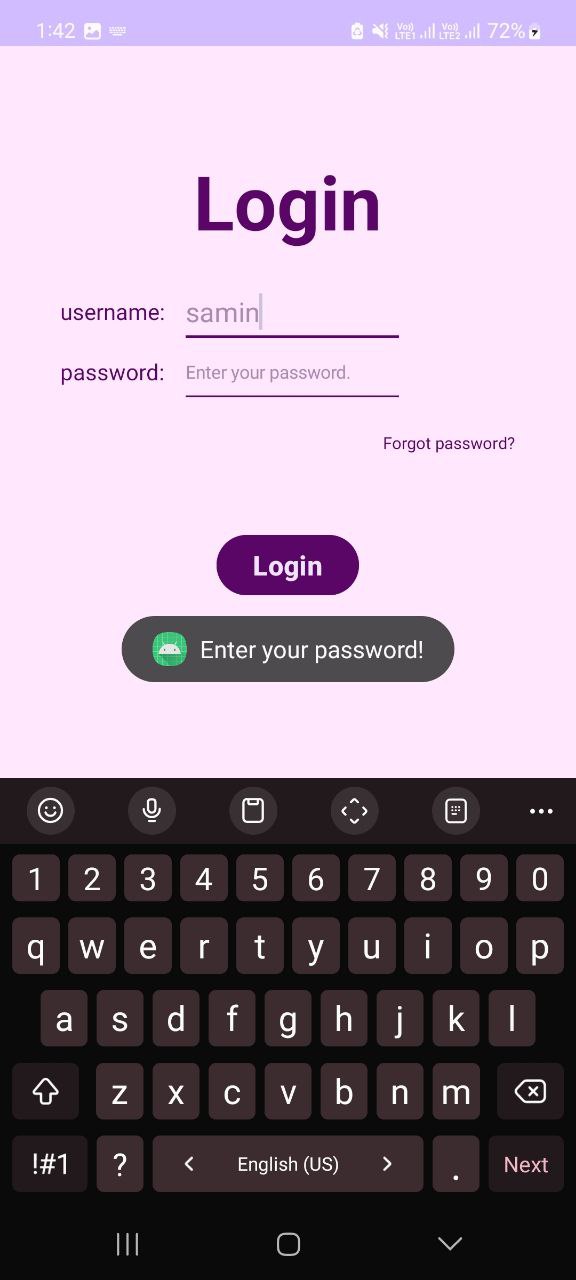 1:42 Vo)) LTE1 Vo)) LTE2 72%
Login
username: samin
password: Enter your password.
Forgot password?
Login
Enter your password!
1 2 3 4 5 6 7 8 9 0
q w e r t y u i o p
a s d f g h j k l
z x c v b n m
!#1 ? < English (US) > . Next